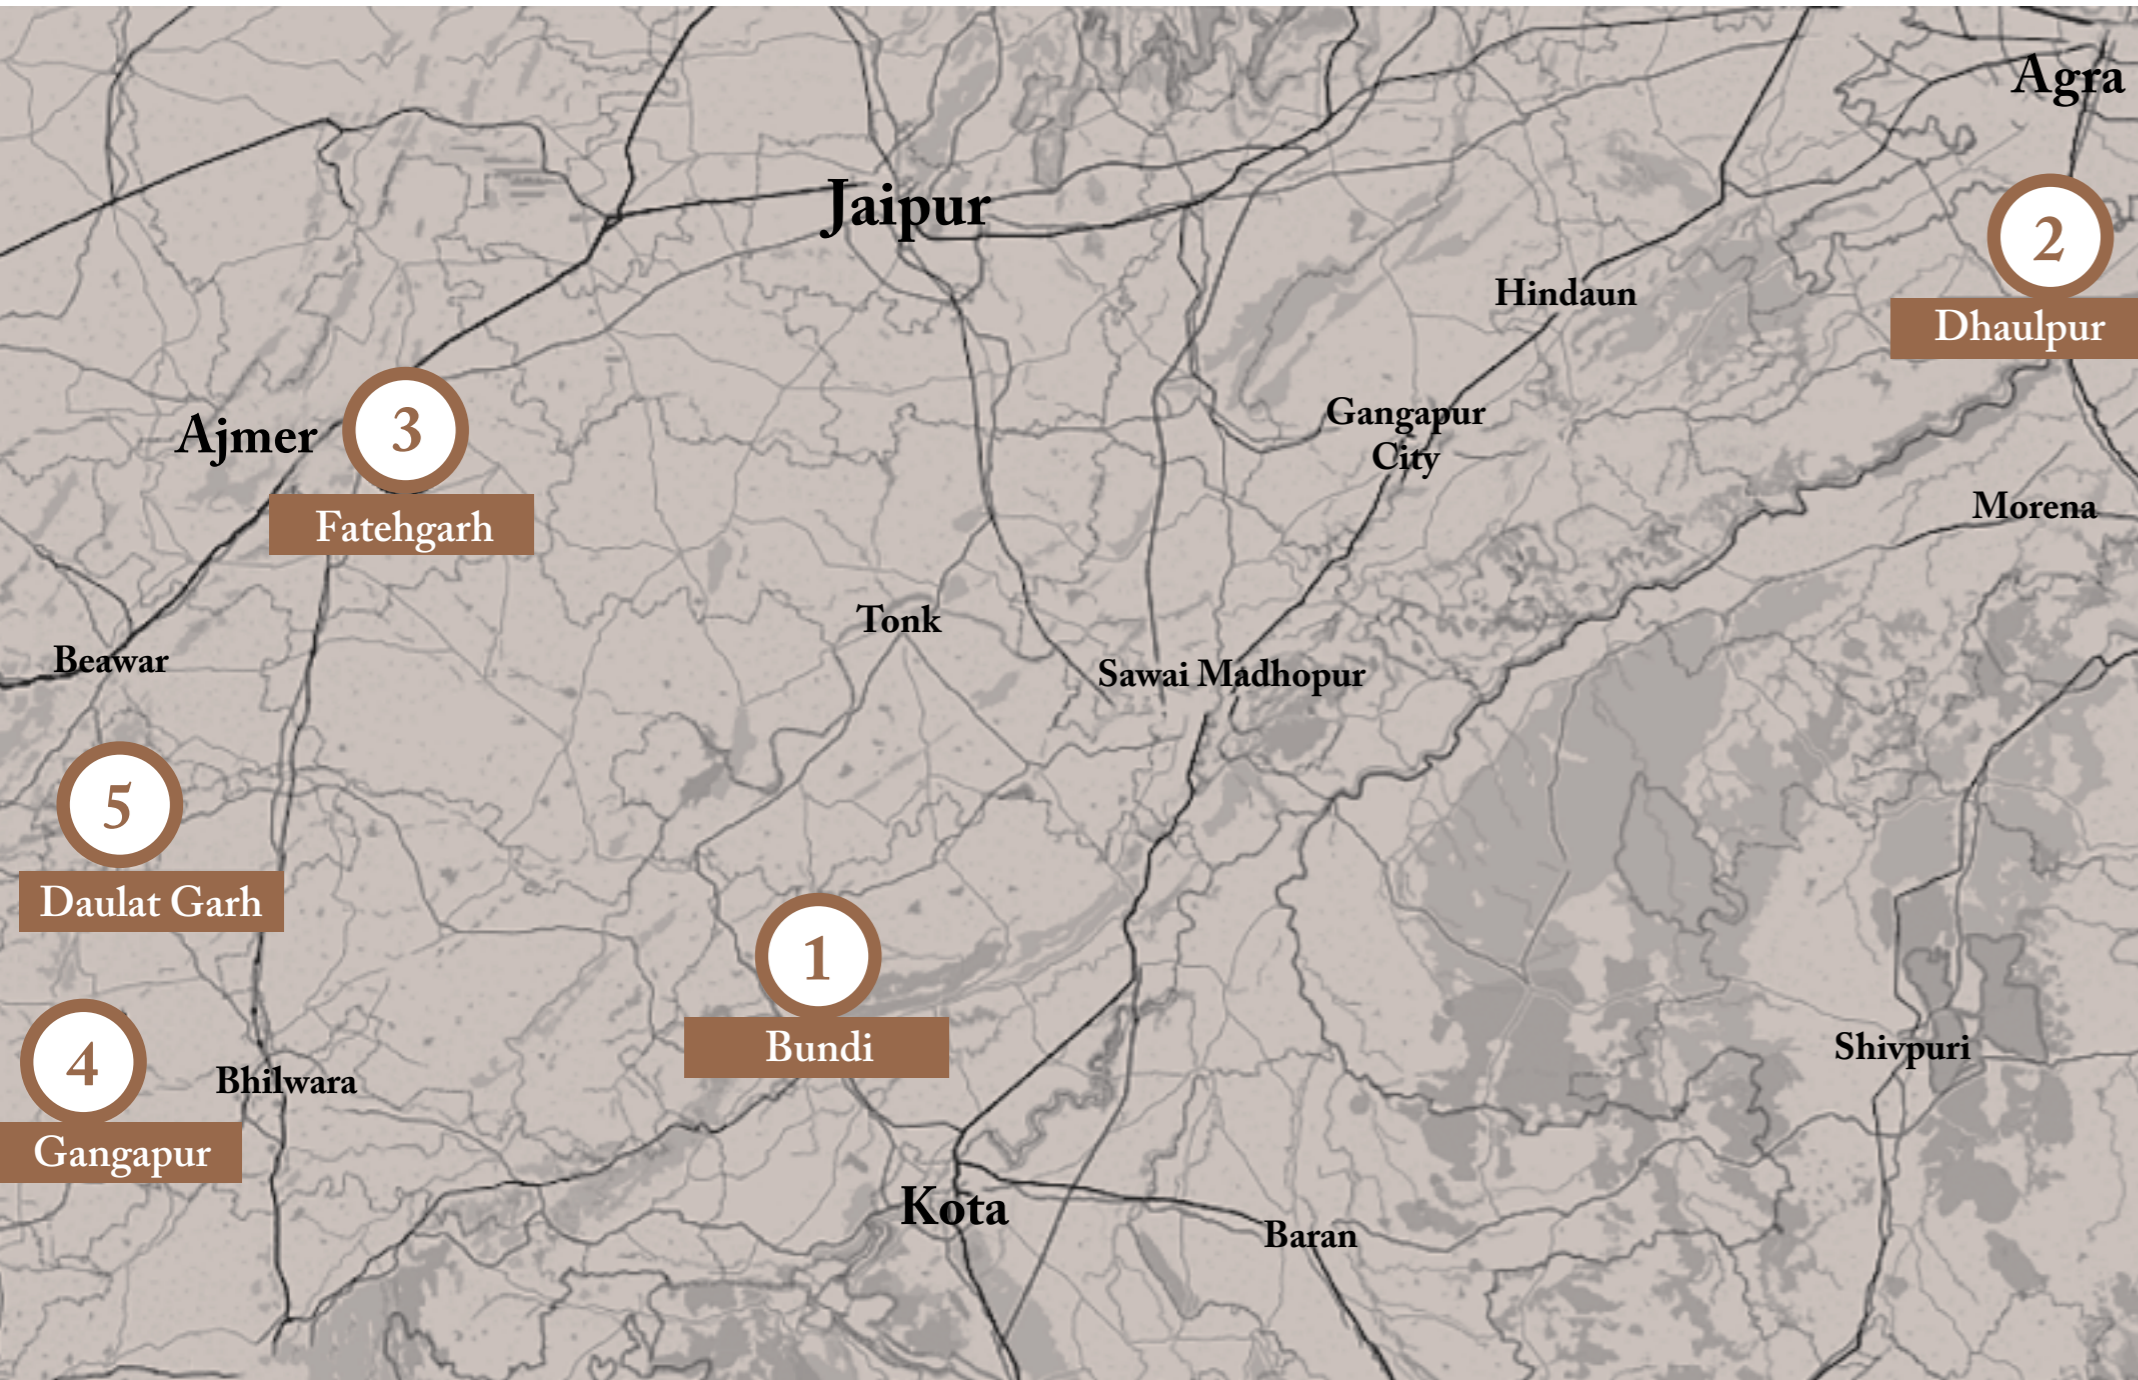 Agra
Jaipur
2
Dhaulpur
Hindaun
3
Ajmer
Gangapur
City
Fatehgarh
Morena
Tonk
Beawar
Sawai Madhopur
5
Daulat Garh
1
Bundi
4
Gangapur
Bhilwara
Shivpuri
Kota
Baran